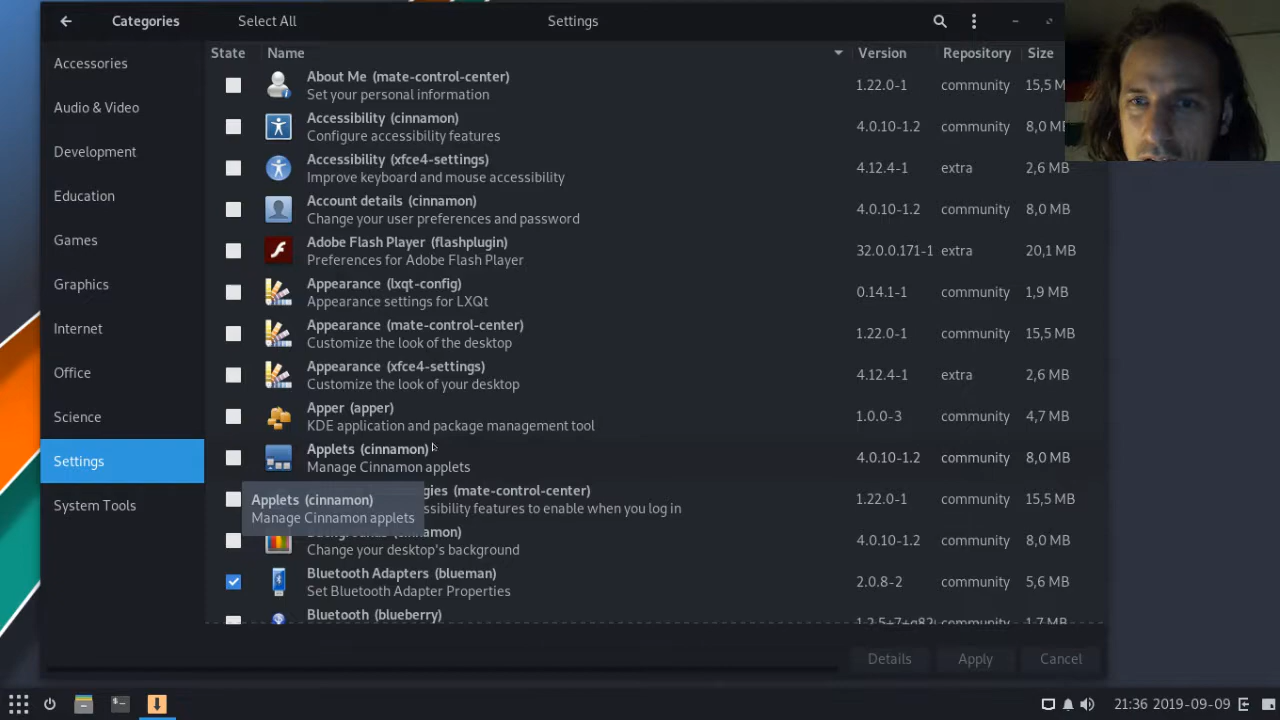 Categories
Select All
Settings
Accessories
Audio & Video
Development
Education
Games
Graphics
Internet
Office
Science
Settings
System Tools
State Name Version Repository Size
About Me (mate-control-center)
Set your personal information
1.22.0-1 community 15,5 M
Accessibility (cinnamon)
Configure accessibility features
4.0.10-1.2 community 8,0 MB
Accessibility (xfce4-settings)
Improve keyboard and mouse accessibility
4.12.4-1 extra 2,6 MB
Account details (cinnamon)
Change your user preferences and password
4.0.10-1.2 community 8,0 MB
Adobe Flash Player (flashplugin)
Preferences for Adobe Flash Player
32.0.0.171-1 extra 20,1 MB
Appearance (lxqt-config)
Appearance settings for LXQt
0.14.1-1 community 1,9 MB
Appearance (mate-control-center)
Customize the look of the desktop
1.22.0-1 community 15,5 MB
Appearance (xfce4-settings)
Customize the look of your desktop
4.12.4-1 extra 2,6 MB
Apper (apper)
KDE application and package management tool
1.0.0-3 community 4,7 MB
Applets (cinnamon)
Manage Cinnamon applets
4.0.10-1.2 community 8,0 MB
(mate-control-center)
features to enable when you log in
1.22.0-1 community 15,5 MB
Applets (cinnamon)
Manage Cinnamon applets
Change your desktop's background
4.0.10-1.2 community 8,0 MB
Bluetooth Adapters (blueman)
Set Bluetooth Adapter Properties
2.0.8-2 community 5,6 MB
Bluetooth (blueberry)
community 1,7 MB
Details Apply Cancel
21:36 2019-09-09